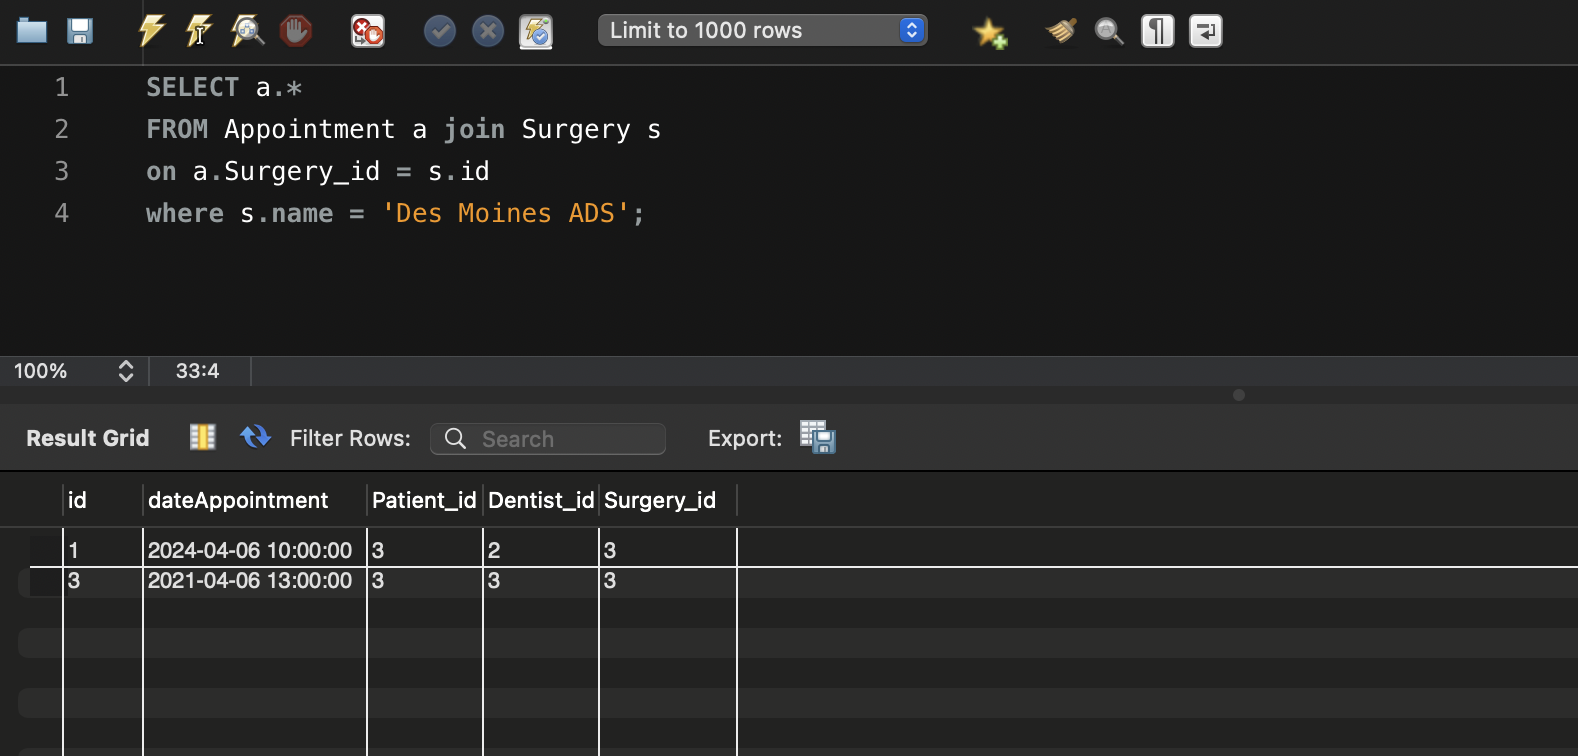 Limit to 1000 rows
1 SELECT a.*
2 FROM Appointment a join Surgery s
3 on a.Surgery_id = s.id
4 where s.name = 'Des Moines ADS';
100% 33:4
Result Grid Filter Rows: Search Export:
id dateAppointment Patient_id Dentist_id Surgery_id
1 2024-04-06 10:00:00 3 2 3
3 2021-04-06 13:00:00 3 3 3